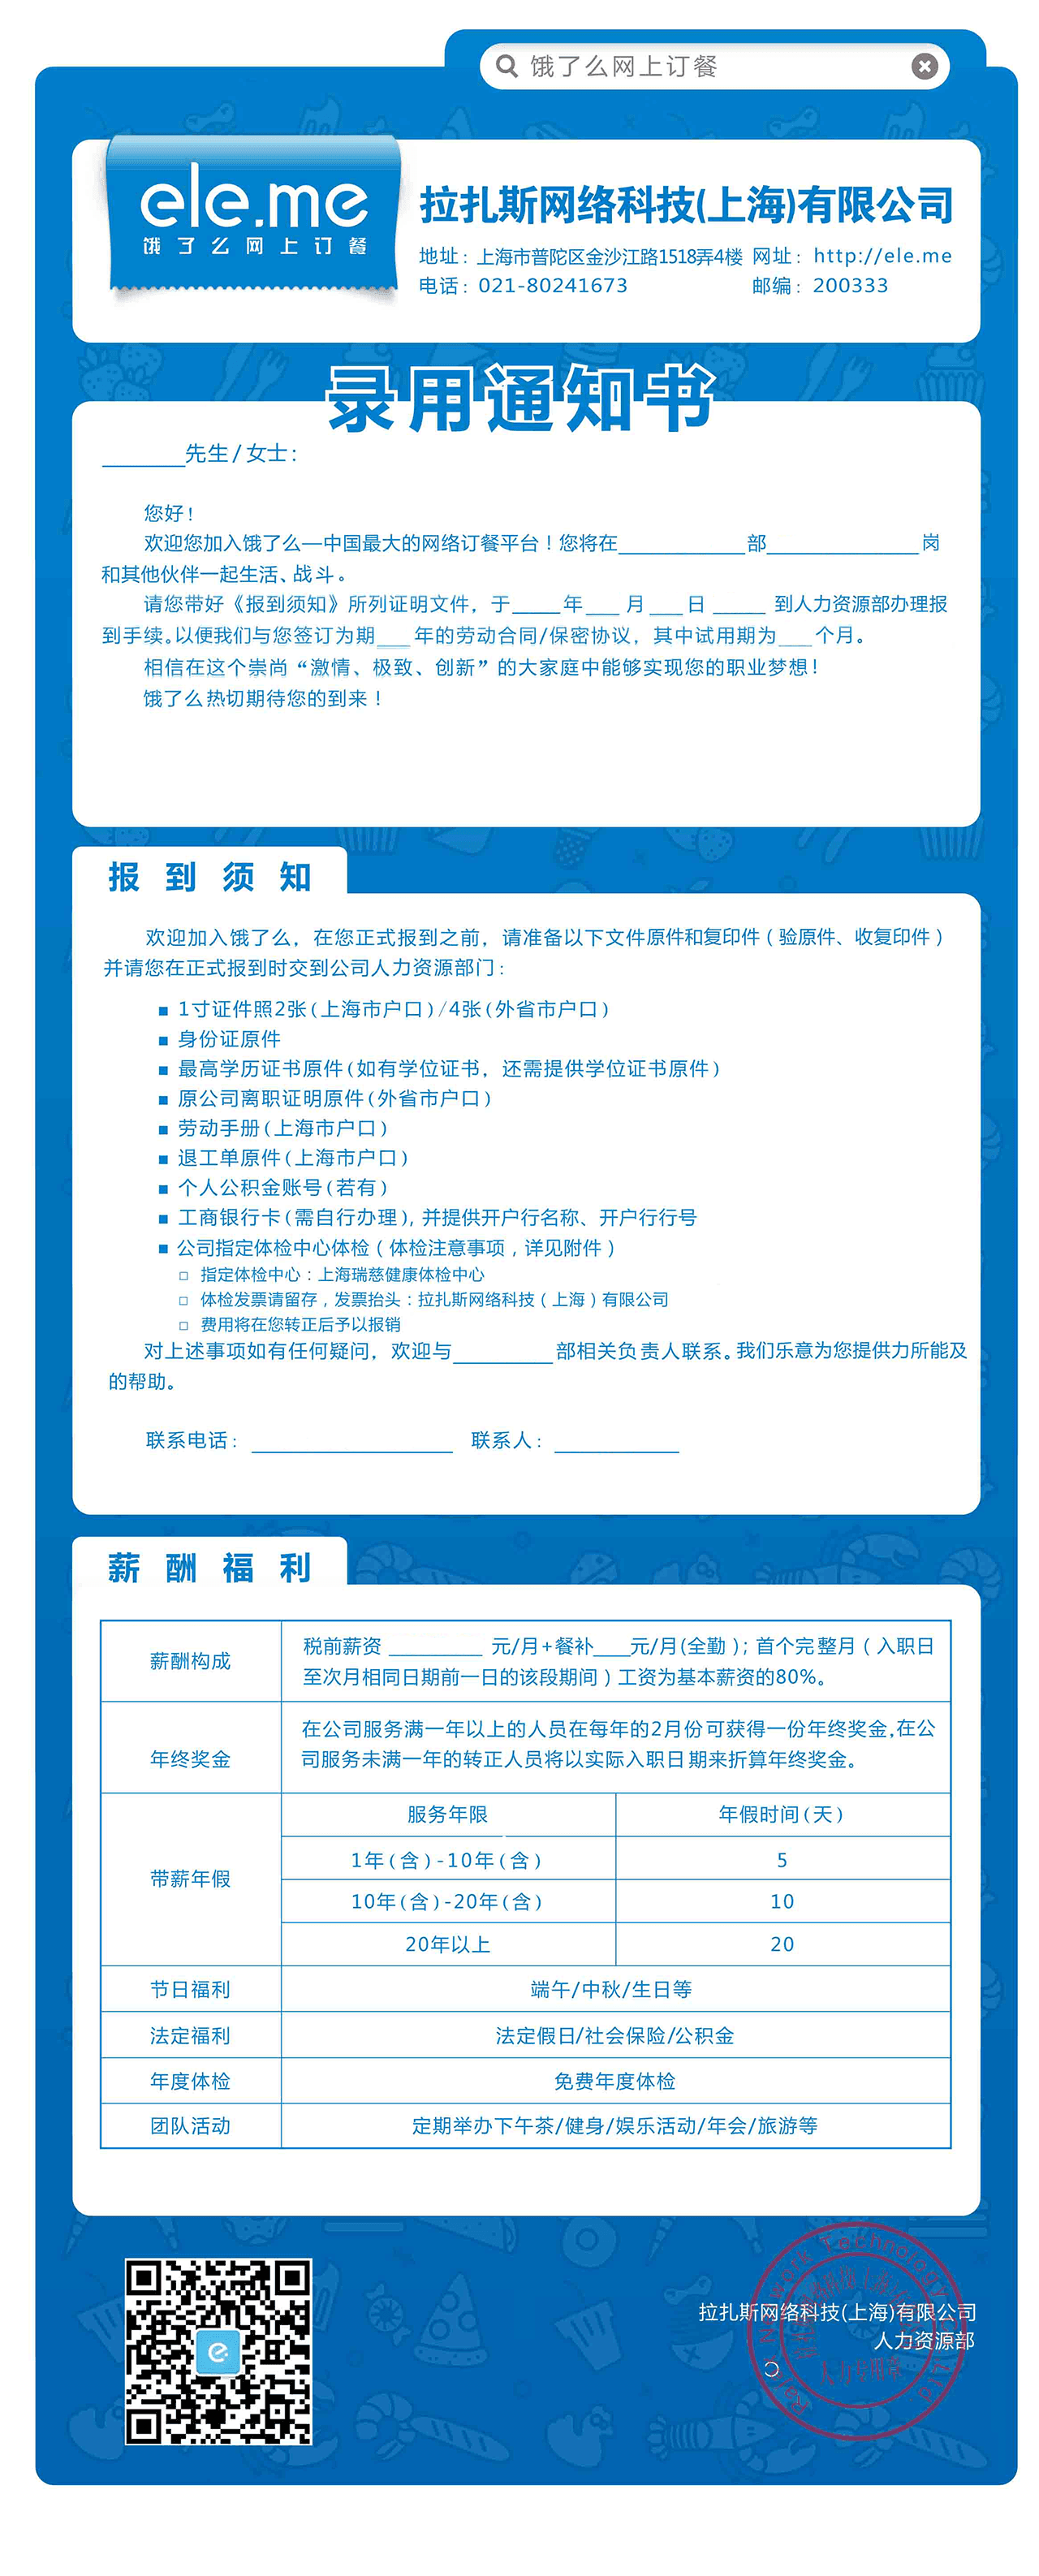 饿了么网上订餐
ele.me
饿了么网上订餐
拉扎斯网络科技(上海)有限公司
地址：上海市普陀区金沙江路1518弄4楼 网址：http://ele.me
电话：021-80241673 邮编：200333
录用通知书
_______先生/女士：
您好！
欢迎您加入饿了么—中国最大的网络订餐平台！您将在____________部______________岗
和其他伙伴一起生活、战斗。
请您带好《报到须知》所列证明文件，于_____年___月___日_____到人力资源部办理报
到手续。以便我们与您签订为期___年的劳动合同/保密协议，其中试用期为___个月。
相信在这个崇尚“激情、极致、创新”的大家庭中能够实现您的职业梦想！
饿了么热切期待您的到来！
报到须知
欢迎加入饿了么，在您正式报到之前，请准备以下文件原件和复印件（验原件、收复印件）
并请您在正式报到时交到公司人力资源部门：
■ 1寸证件照2张(上海市户口)/4张(外省市户口)
■ 身份证原件
■ 最高学历证书原件(如有学位证书，还需提供学位证书原件)
■ 原公司离职证明原件(外省市户口)
■ 劳动手册(上海市户口)
■ 退工单原件(上海市户口)
■ 个人公积金账号(若有)
■ 工商银行卡(需自行办理),并提供开户行名称、开户行行号
■ 公司指定体检中心体检（体检注意事项，详见附件）
□ 指定体检中心：上海瑞慈健康体检中心
□ 体检发票请留存，发票抬头：拉扎斯网络科技（上海）有限公司
□ 费用将在您转正后予以报销
对上述事项如有任何疑问，欢迎与__________部相关负责人联系。我们乐意为您提供力所能及
的帮助。
联系电话：____________________ 联系人：____________
薪酬福利
薪酬构成
税前薪资_________元/月+餐补____元/月(全勤)；首个完整月（入职日
至次月相同日期前一日的该段期间）工资为基本薪资的80%。
年终奖金
在公司服务满一年以上的人员在每年的2月份可获得一份年终奖金,在公
司服务未满一年的转正人员将以实际入职日期来折算年终奖金。
带薪年假
服务年限 年假时间(天)
1年(含)-10年(含) 5
10年(含)-20年(含) 10
20年以上 20
节日福利 端午/中秋/生日等
法定福利 法定假日/社会保险/公积金
年度体检 免费年度体检
团队活动 定期举办下午茶/健身/娱乐活动/年会/旅游等
拉扎斯网络科技(上海)有限公司
人力资源部
人力专用章